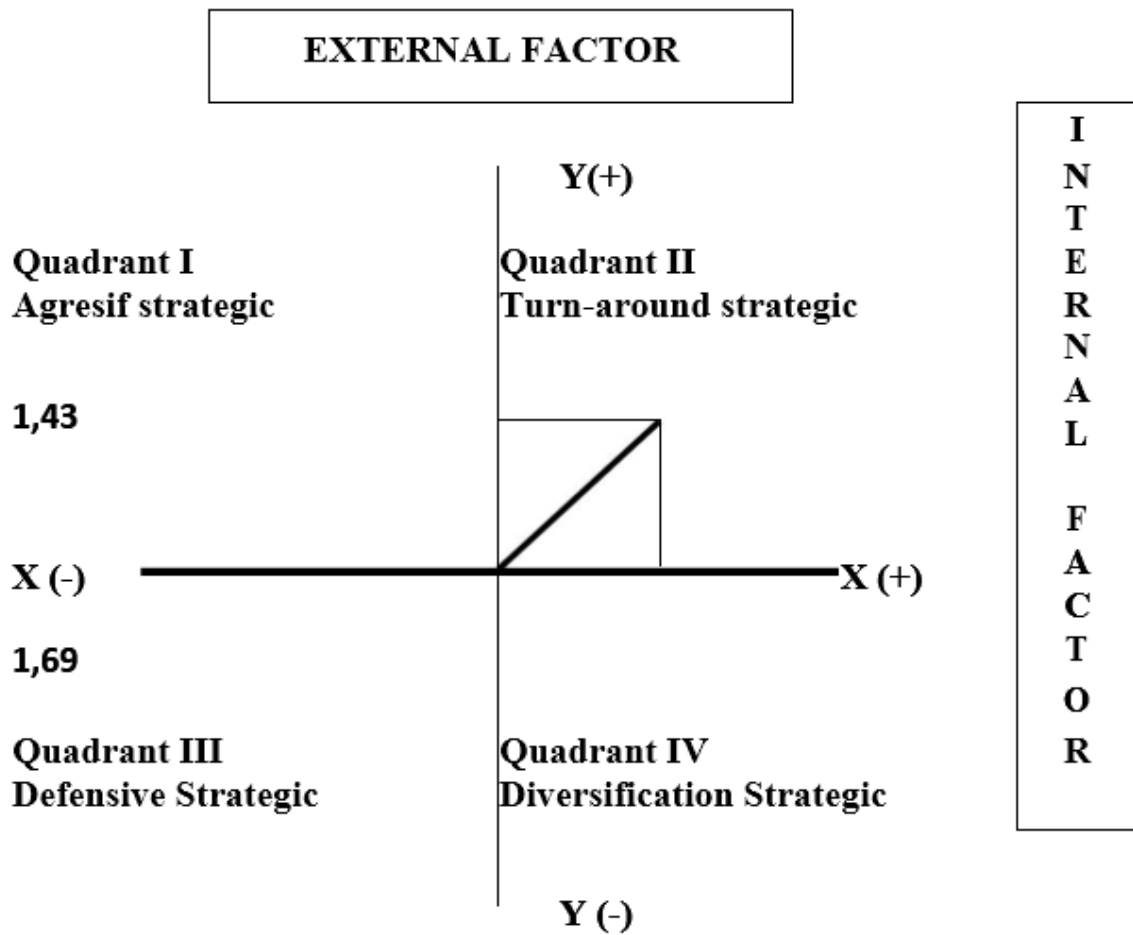 EXTERNAL FACTOR
Y(+)
Quadrant I
Agresif strategic
Quadrant II
Turn-around strategic
1,43
X (-)
X (+)
1,69
Quadrant III
Defensive Strategic
Quadrant IV
Diversification Strategic
Y (-)
I
N
T
E
R
N
A
L
F
A
C
T
O
R